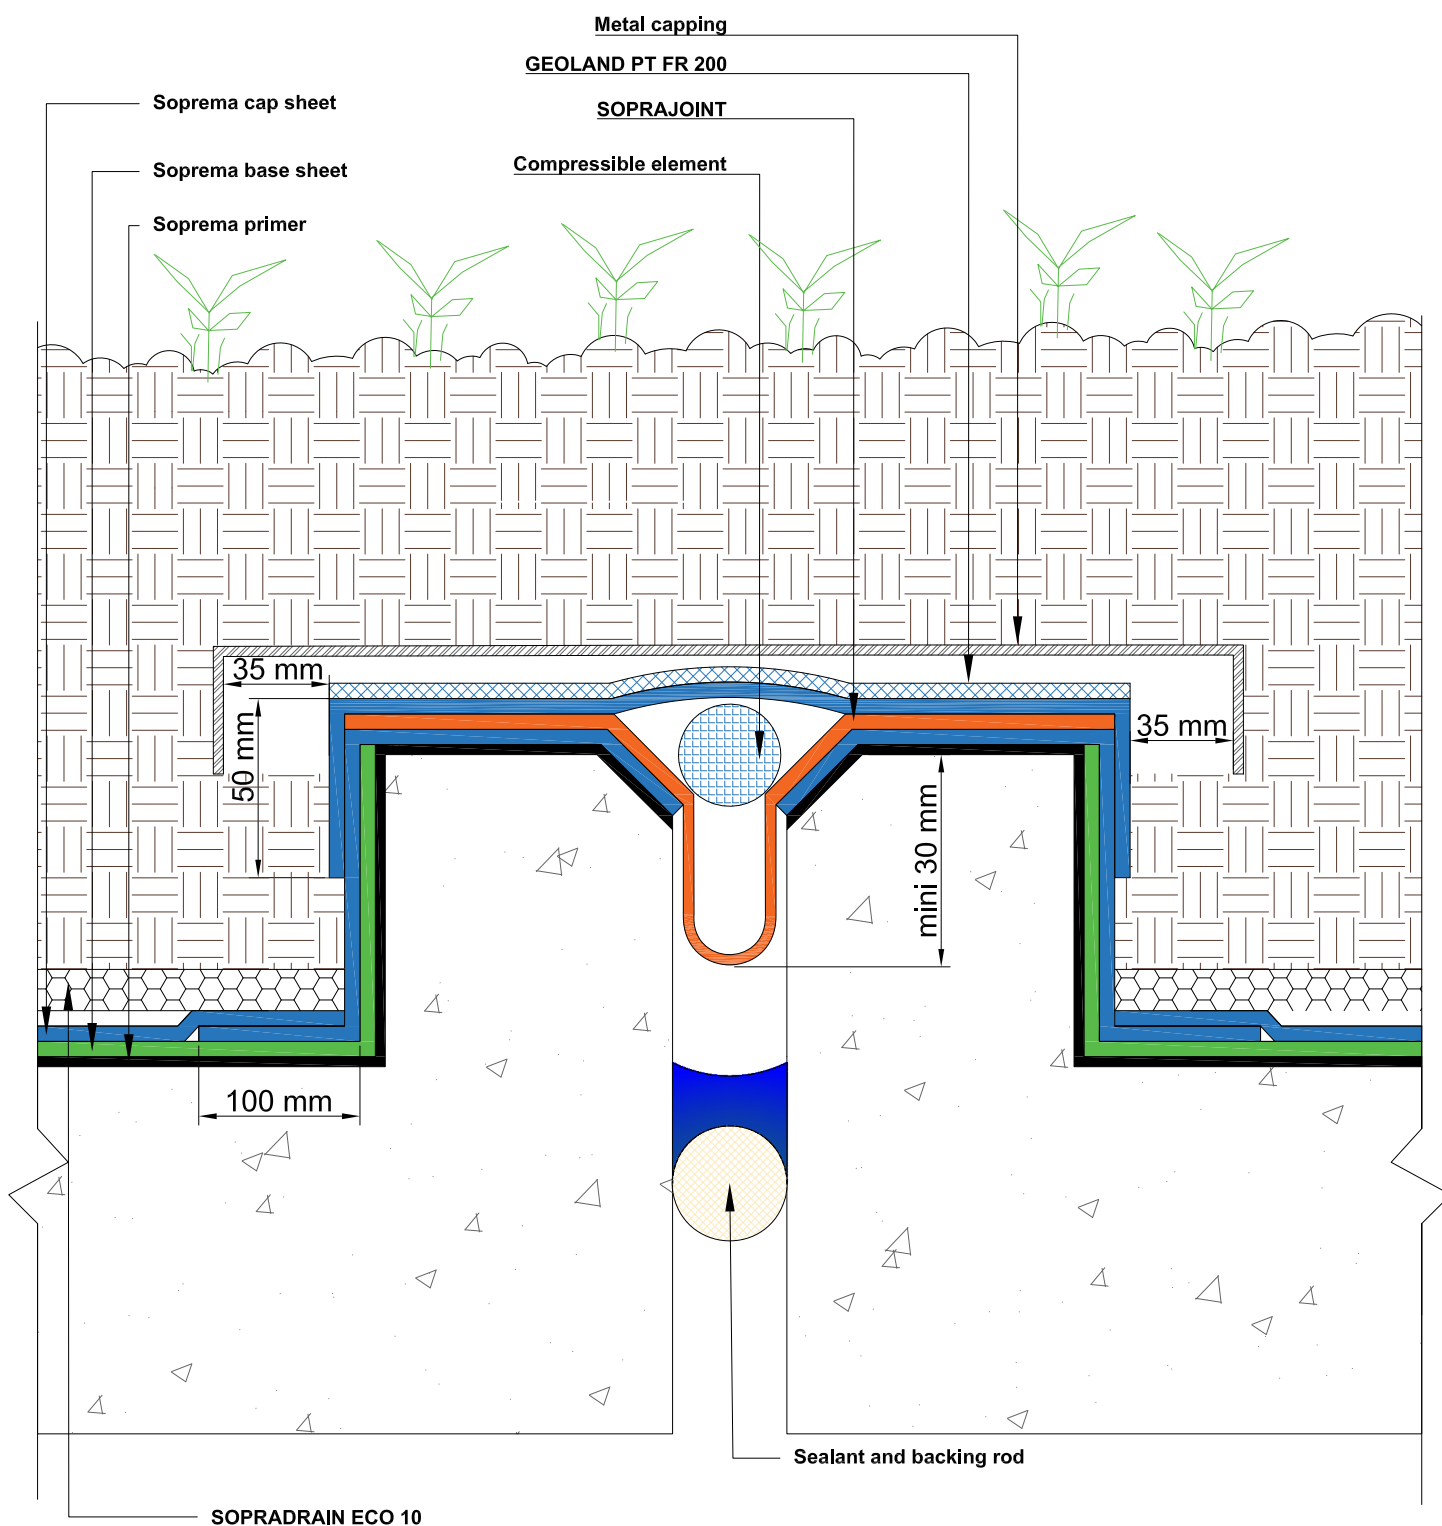 Metal capping
GEOLAND PT FR 200
Soprema cap sheet
SOPRAJOINT
Compressible element
Soprema base sheet
Soprema primer
35 mm
50 mm
35 mm
mini 30 mm
100 mm
Sealant and backing rod
SOPRADRAIN ECO 10